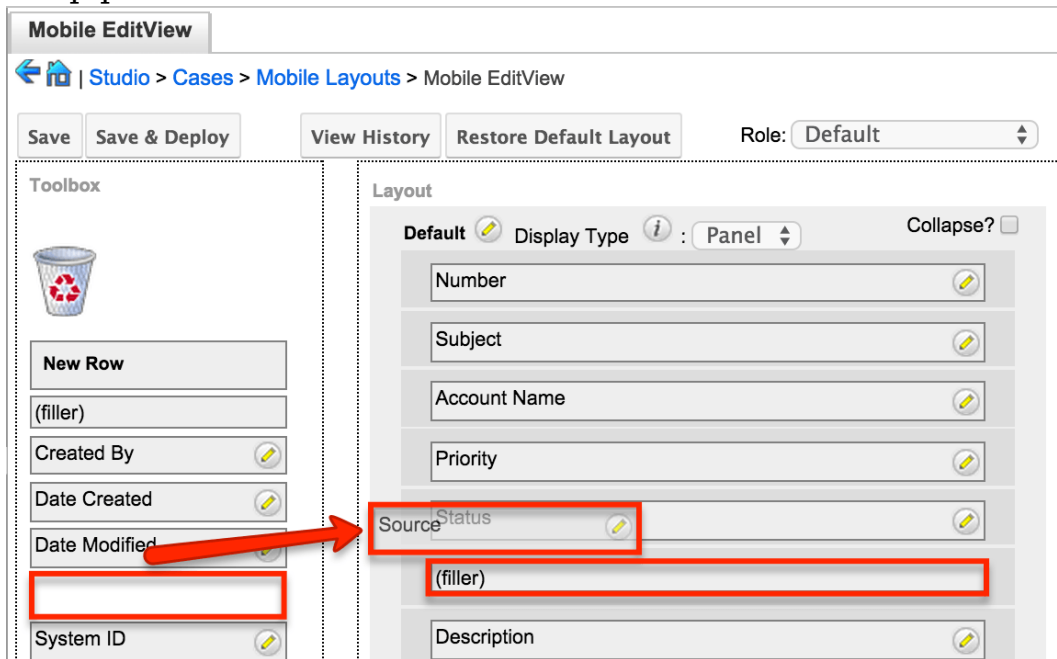 Mobile EditView
| Studio > Cases > Mobile Layouts > Mobile EditView
Save Save & Deploy View History Restore Default Layout Role: Default
Toolbox
Layout
Default Display Type i : Panel Collapse?
Number
Subject
New Row
Account Name
(filler)
Created By
Priority
Date Created
Source Status
Date Modified
(filler)
System ID
Description